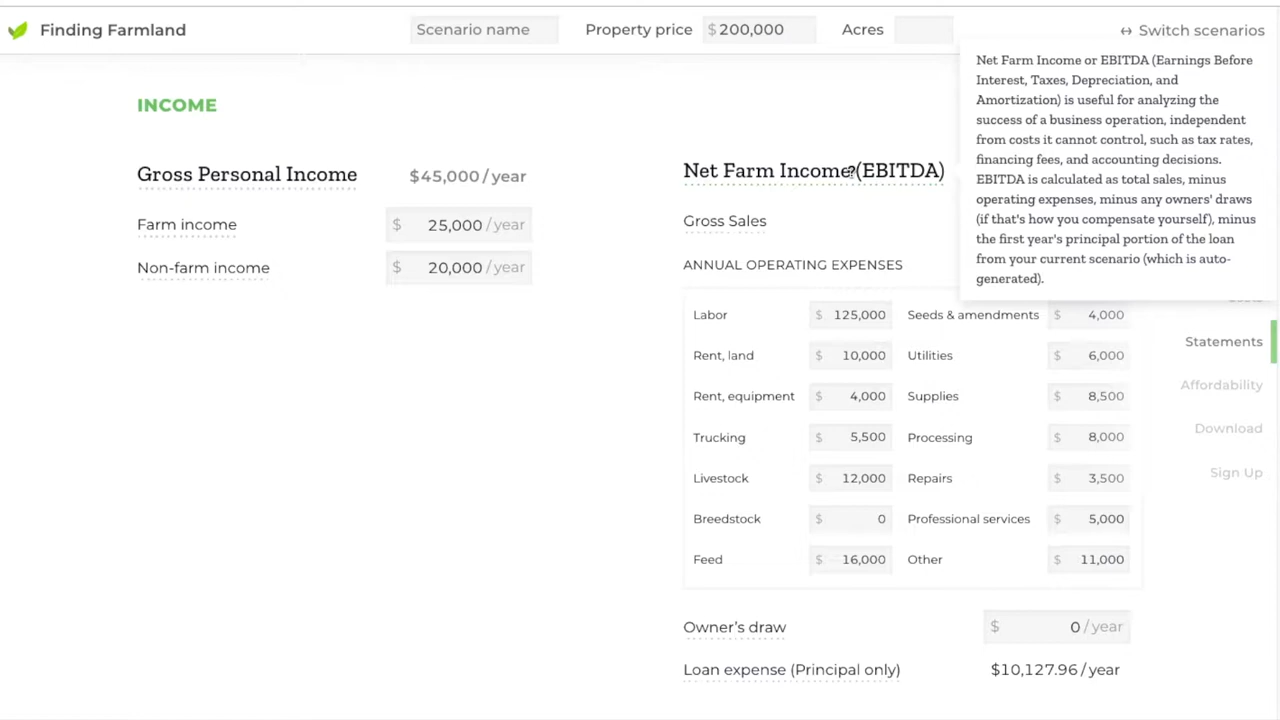 Finding Farmland
Scenario name
Property price $ 200,000
Acres
↔ Switch scenarios
INCOME
Gross Personal Income $45,000 / year
Farm income $ 25,000 / year
Non-farm income $ 20,000 / year
Net Farm Income (EBITDA)
Net Farm Income or EBITDA (Earnings Before
Interest, Taxes, Depreciation, and
Amortization) is useful for analyzing the
success of a business operation, independent
from costs it cannot control, such as tax rates,
financing fees, and accounting decisions.
EBITDA is calculated as total sales, minus
operating expenses, minus any owners' draws
(if that's how you compensate yourself), minus
the first year's principal portion of the loan
from your current scenario (which is auto-
generated).
Gross Sales
ANNUAL OPERATING EXPENSES
Labor $ 125,000 Seeds & amendments $ 4,000
Rent, land $ 10,000 Utilities $ 6,000
Rent, equipment $ 4,000 Supplies $ 8,500
Trucking $ 5,500 Processing $ 8,000
Livestock $ 12,000 Repairs $ 3,500
Breedstock $ 0 Professional services $ 5,000
Feed $ 16,000 Other $ 11,000
Owner’s draw $ 0 / year
Loan expense (Principal only) $10,127.96 / year
Statements
Affordability
Download
Sign Up